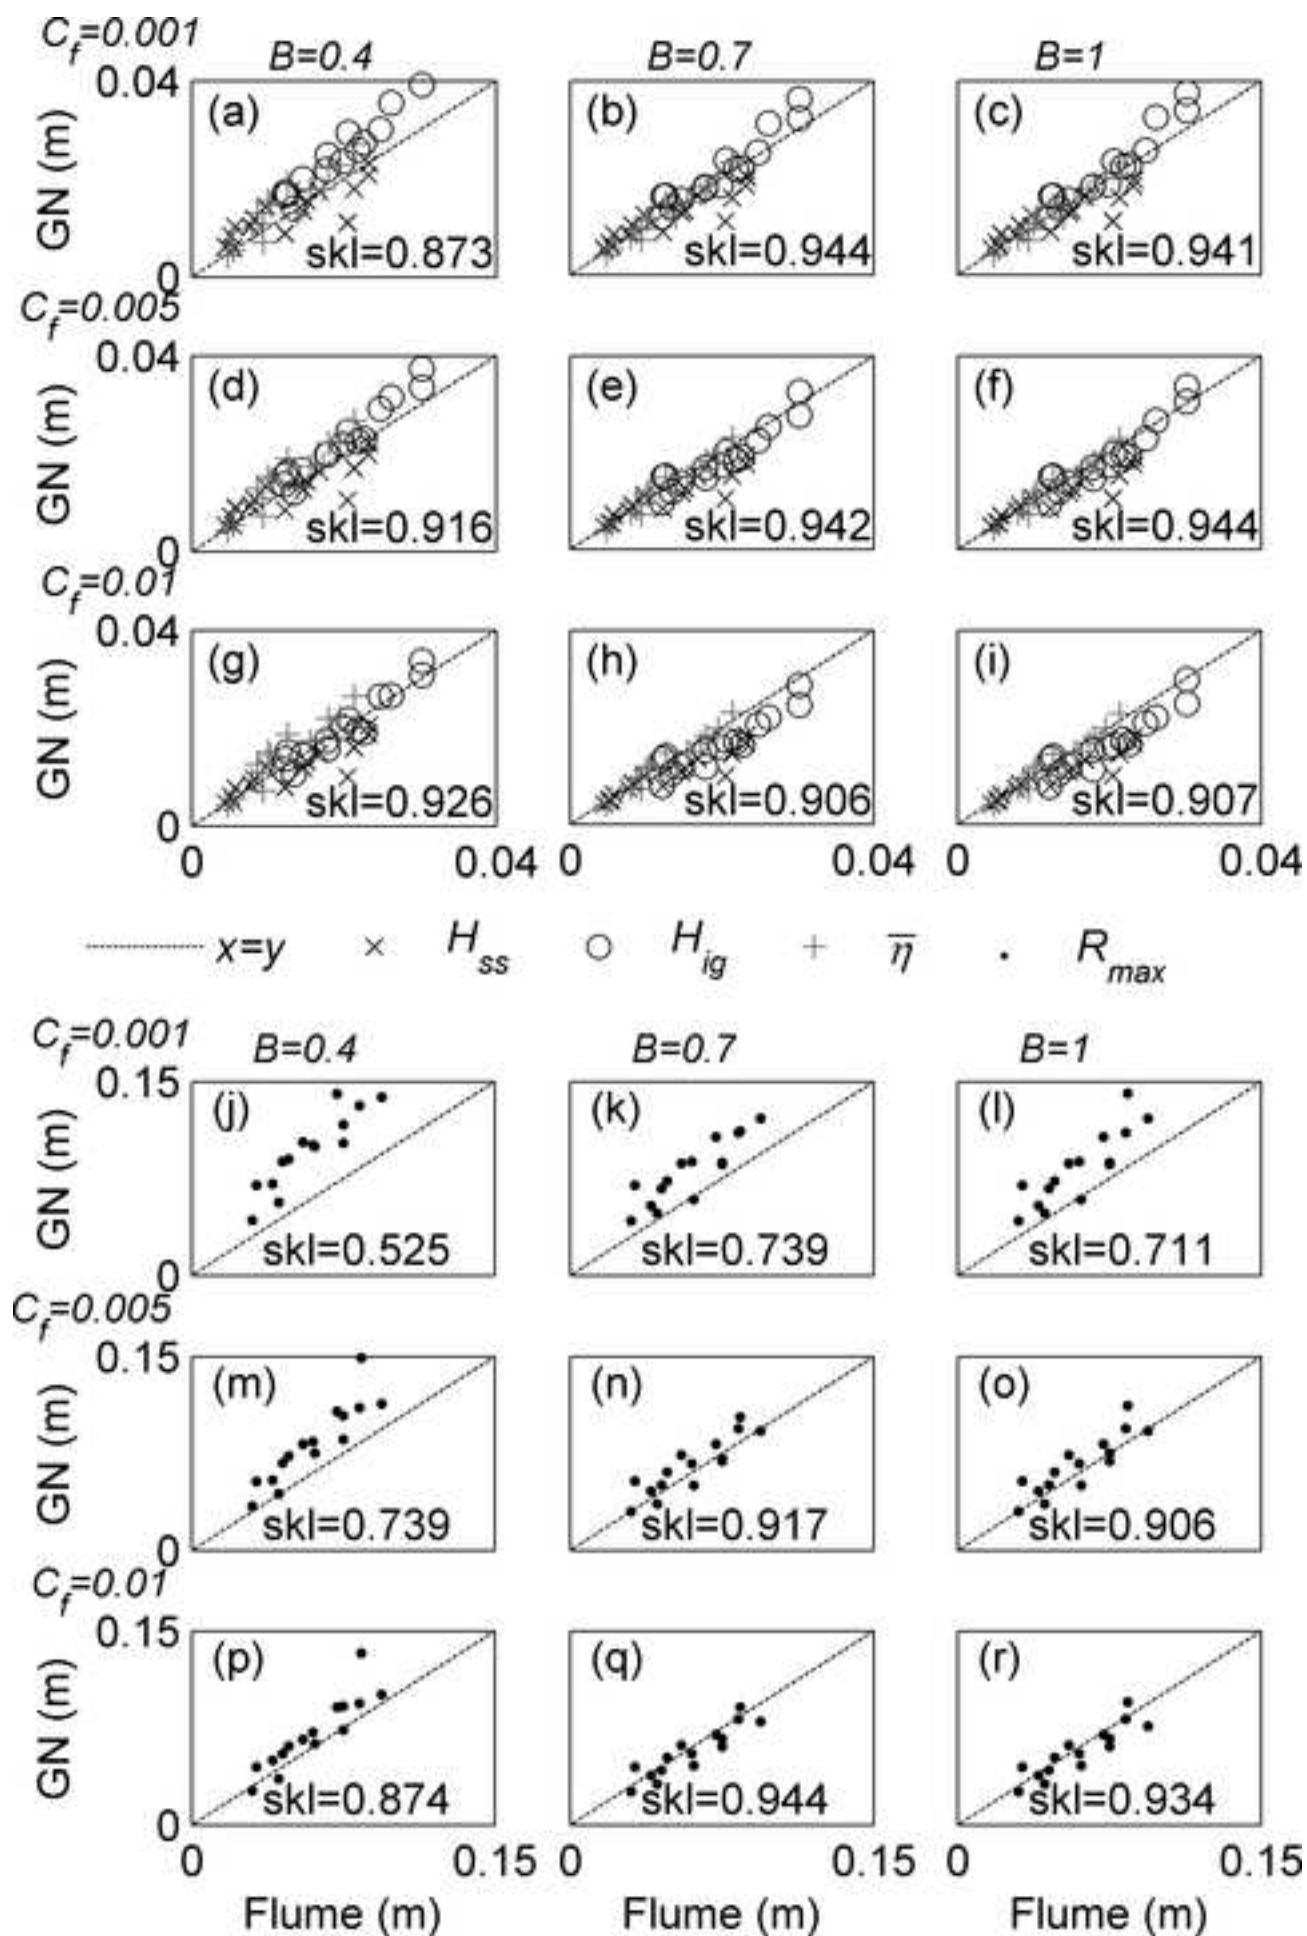 C_f=0.001
B=0.4 B=0.7 B=1
0.04
(a) (b) (c)
GN (m)
skl=0.873 skl=0.944 skl=0.941
0
C_f=0.005
0.04
(d) (e) (f)
GN (m)
skl=0.916 skl=0.942 skl=0.944
0
C_f=0.01
0.04
(g) (h) (i)
GN (m)
skl=0.926 skl=0.906 skl=0.907
0
0 0.04 0 0.04 0 0.04
x=y × H_ss ○ H_ig + η̅ • R_max
C_f=0.001
B=0.4 B=0.7 B=1
0.15
(j) (k) (l)
GN (m)
skl=0.525 skl=0.739 skl=0.711
0
C_f=0.005
0.15
(m) (n) (o)
GN (m)
skl=0.739 skl=0.917 skl=0.906
0
C_f=0.01
0.15
(p) (q) (r)
GN (m)
skl=0.874 skl=0.944 skl=0.934
0
0 0.15 0 0.15 0 0.15
Flume (m) Flume (m) Flume (m)